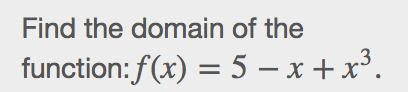 Find the domain of the
function: f(x) = 5 − x + x³.